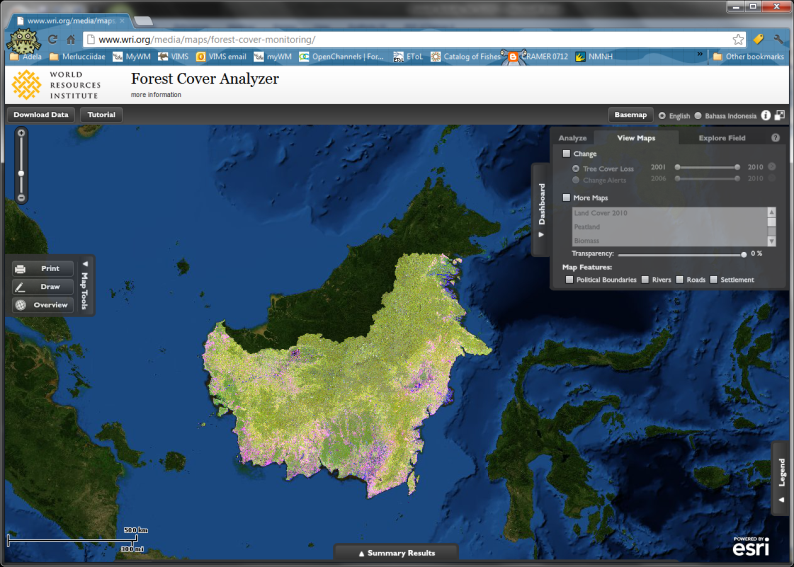 www.wri.org/media/maps
www.wri.org/media/maps/forest-cover-monitoring/
Adela Merlucciidae MyWM VIMS VIMS email myWM OpenChannels | For... EToL Catalog of Fishes CRAMER 0712 NMNH » Other bookmarks
WORLD
RESOURCES
INSTITUTE
Forest Cover Analyzer
more information
Download Data Tutorial Basemap English Bahasa Indonesia
Analyze View Maps Explore Field ?
Change
Tree Cover Loss 2001 2010
Change Alerts 2006 2010
More Maps
Land Cover 2010
Peatland
Biomass
Transparency: 0 %
Map Features:
Political Boundaries Rivers Roads Settlement
Dashboard
Print
Draw
Overview
Map Tools
Legend
500 km
300 mi
Summary Results
POWERED BY
esri